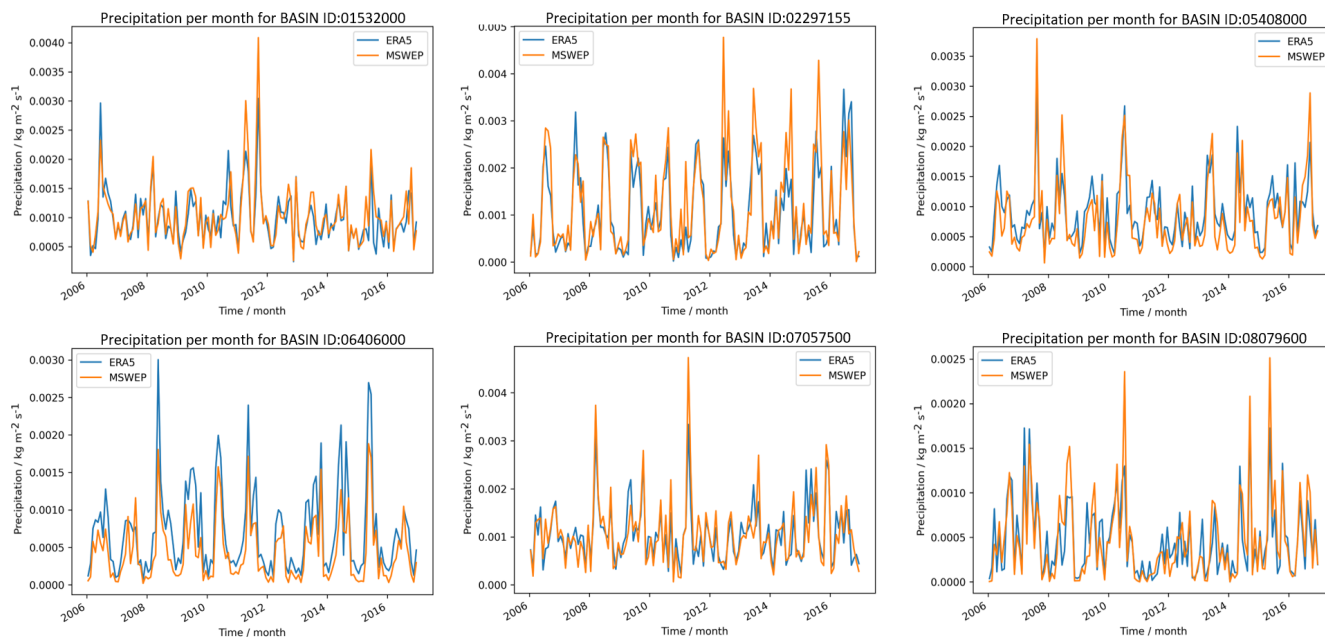 Precipitation per month for BASIN ID:01532000
Precipitation / kg m⁻² s⁻¹
0.0040
0.0035
0.0030
0.0025
0.0020
0.0015
0.0010
0.0005
ERA5
MSWEP
2006
2008
2010
2012
2014
2016
Time / month
Precipitation per month for BASIN ID:02297155
Precipitation / kg m⁻² s⁻¹
0.005
0.004
0.003
0.002
0.001
0.000
ERA5
MSWEP
2006
2008
2010
2012
2014
2016
Time / month
Precipitation per month for BASIN ID:05408000
Precipitation / kg m⁻² s⁻¹
0.0035
0.0030
0.0025
0.0020
0.0015
0.0010
0.0005
0.0000
ERA5
MSWEP
2006
2008
2010
2012
2014
2016
Time / month
Precipitation per month for BASIN ID:06406000
Precipitation / kg m⁻² s⁻¹
0.0030
0.0025
0.0020
0.0015
0.0010
0.0005
0.0000
ERA5
MSWEP
2006
2008
2010
2012
2014
2016
Time / month
Precipitation per month for BASIN ID:07057500
Precipitation / kg m⁻² s⁻¹
0.004
0.003
0.002
0.001
0.000
ERA5
MSWEP
2006
2008
2010
2012
2014
2016
Time / month
Precipitation per month for BASIN ID:08079600
Precipitation / kg m⁻² s⁻¹
0.0025
0.0020
0.0015
0.0010
0.0005
0.0000
ERA5
MSWEP
2006
2008
2010
2012
2014
2016
Time / month